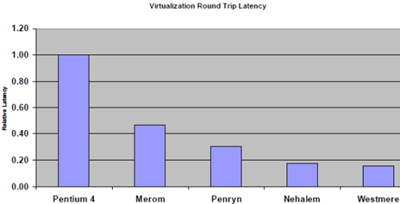 Virtualization Round Trip Latency
Relative Latency
1.20
1.00
0.80
0.60
0.40
0.20
0.00
Pentium 4 Merom Penryn Nehalem Westmere